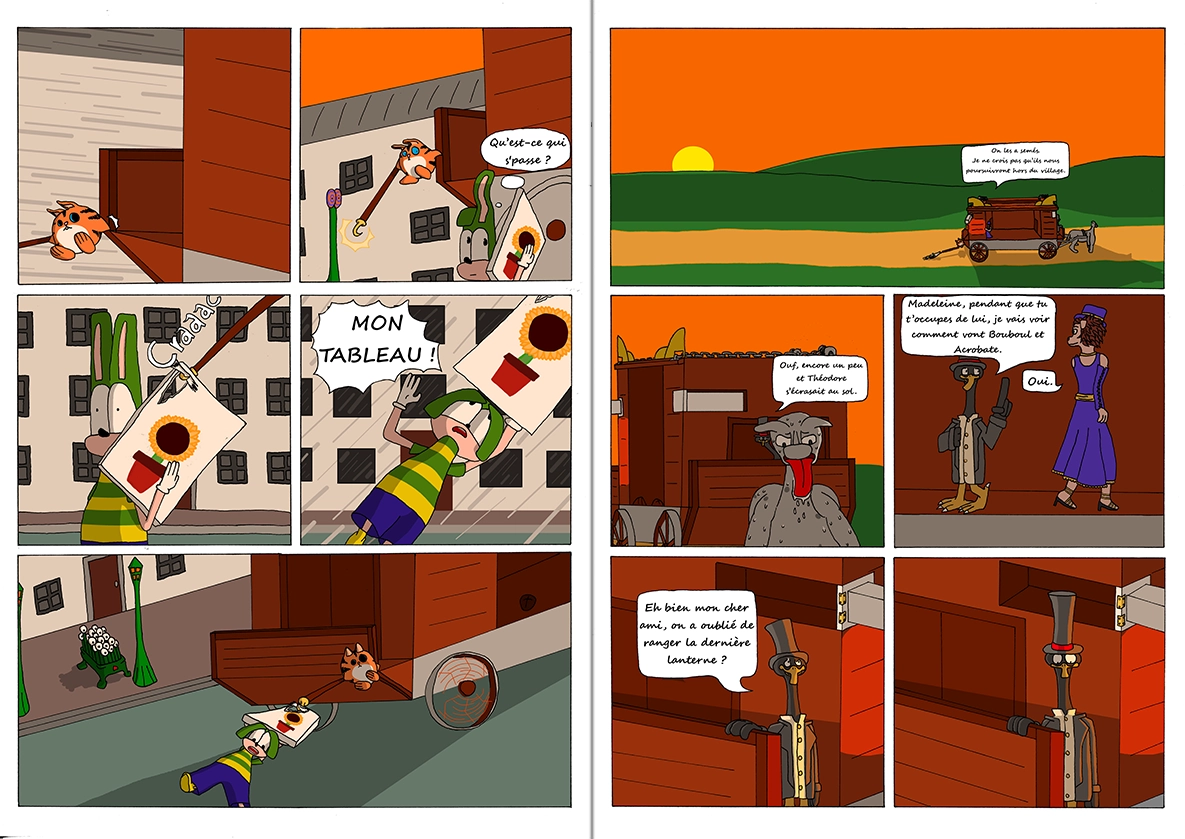 Qu'est-ce qui
s'passe ?
Cradac
MON
TABLEAU !
On les a semés.
Je ne crois pas qu'ils nous
poursuivront hors du village.
Ouf, encore un peu
et Théodore
s'écrasait au sol.
Madeleine, pendant que tu
t'occupes de lui, je vais voir
comment vont Bouboul et
Acrobate.
Oui.
Eh bien mon cher
ami, on a oublié de
ranger la dernière
lanterne ?